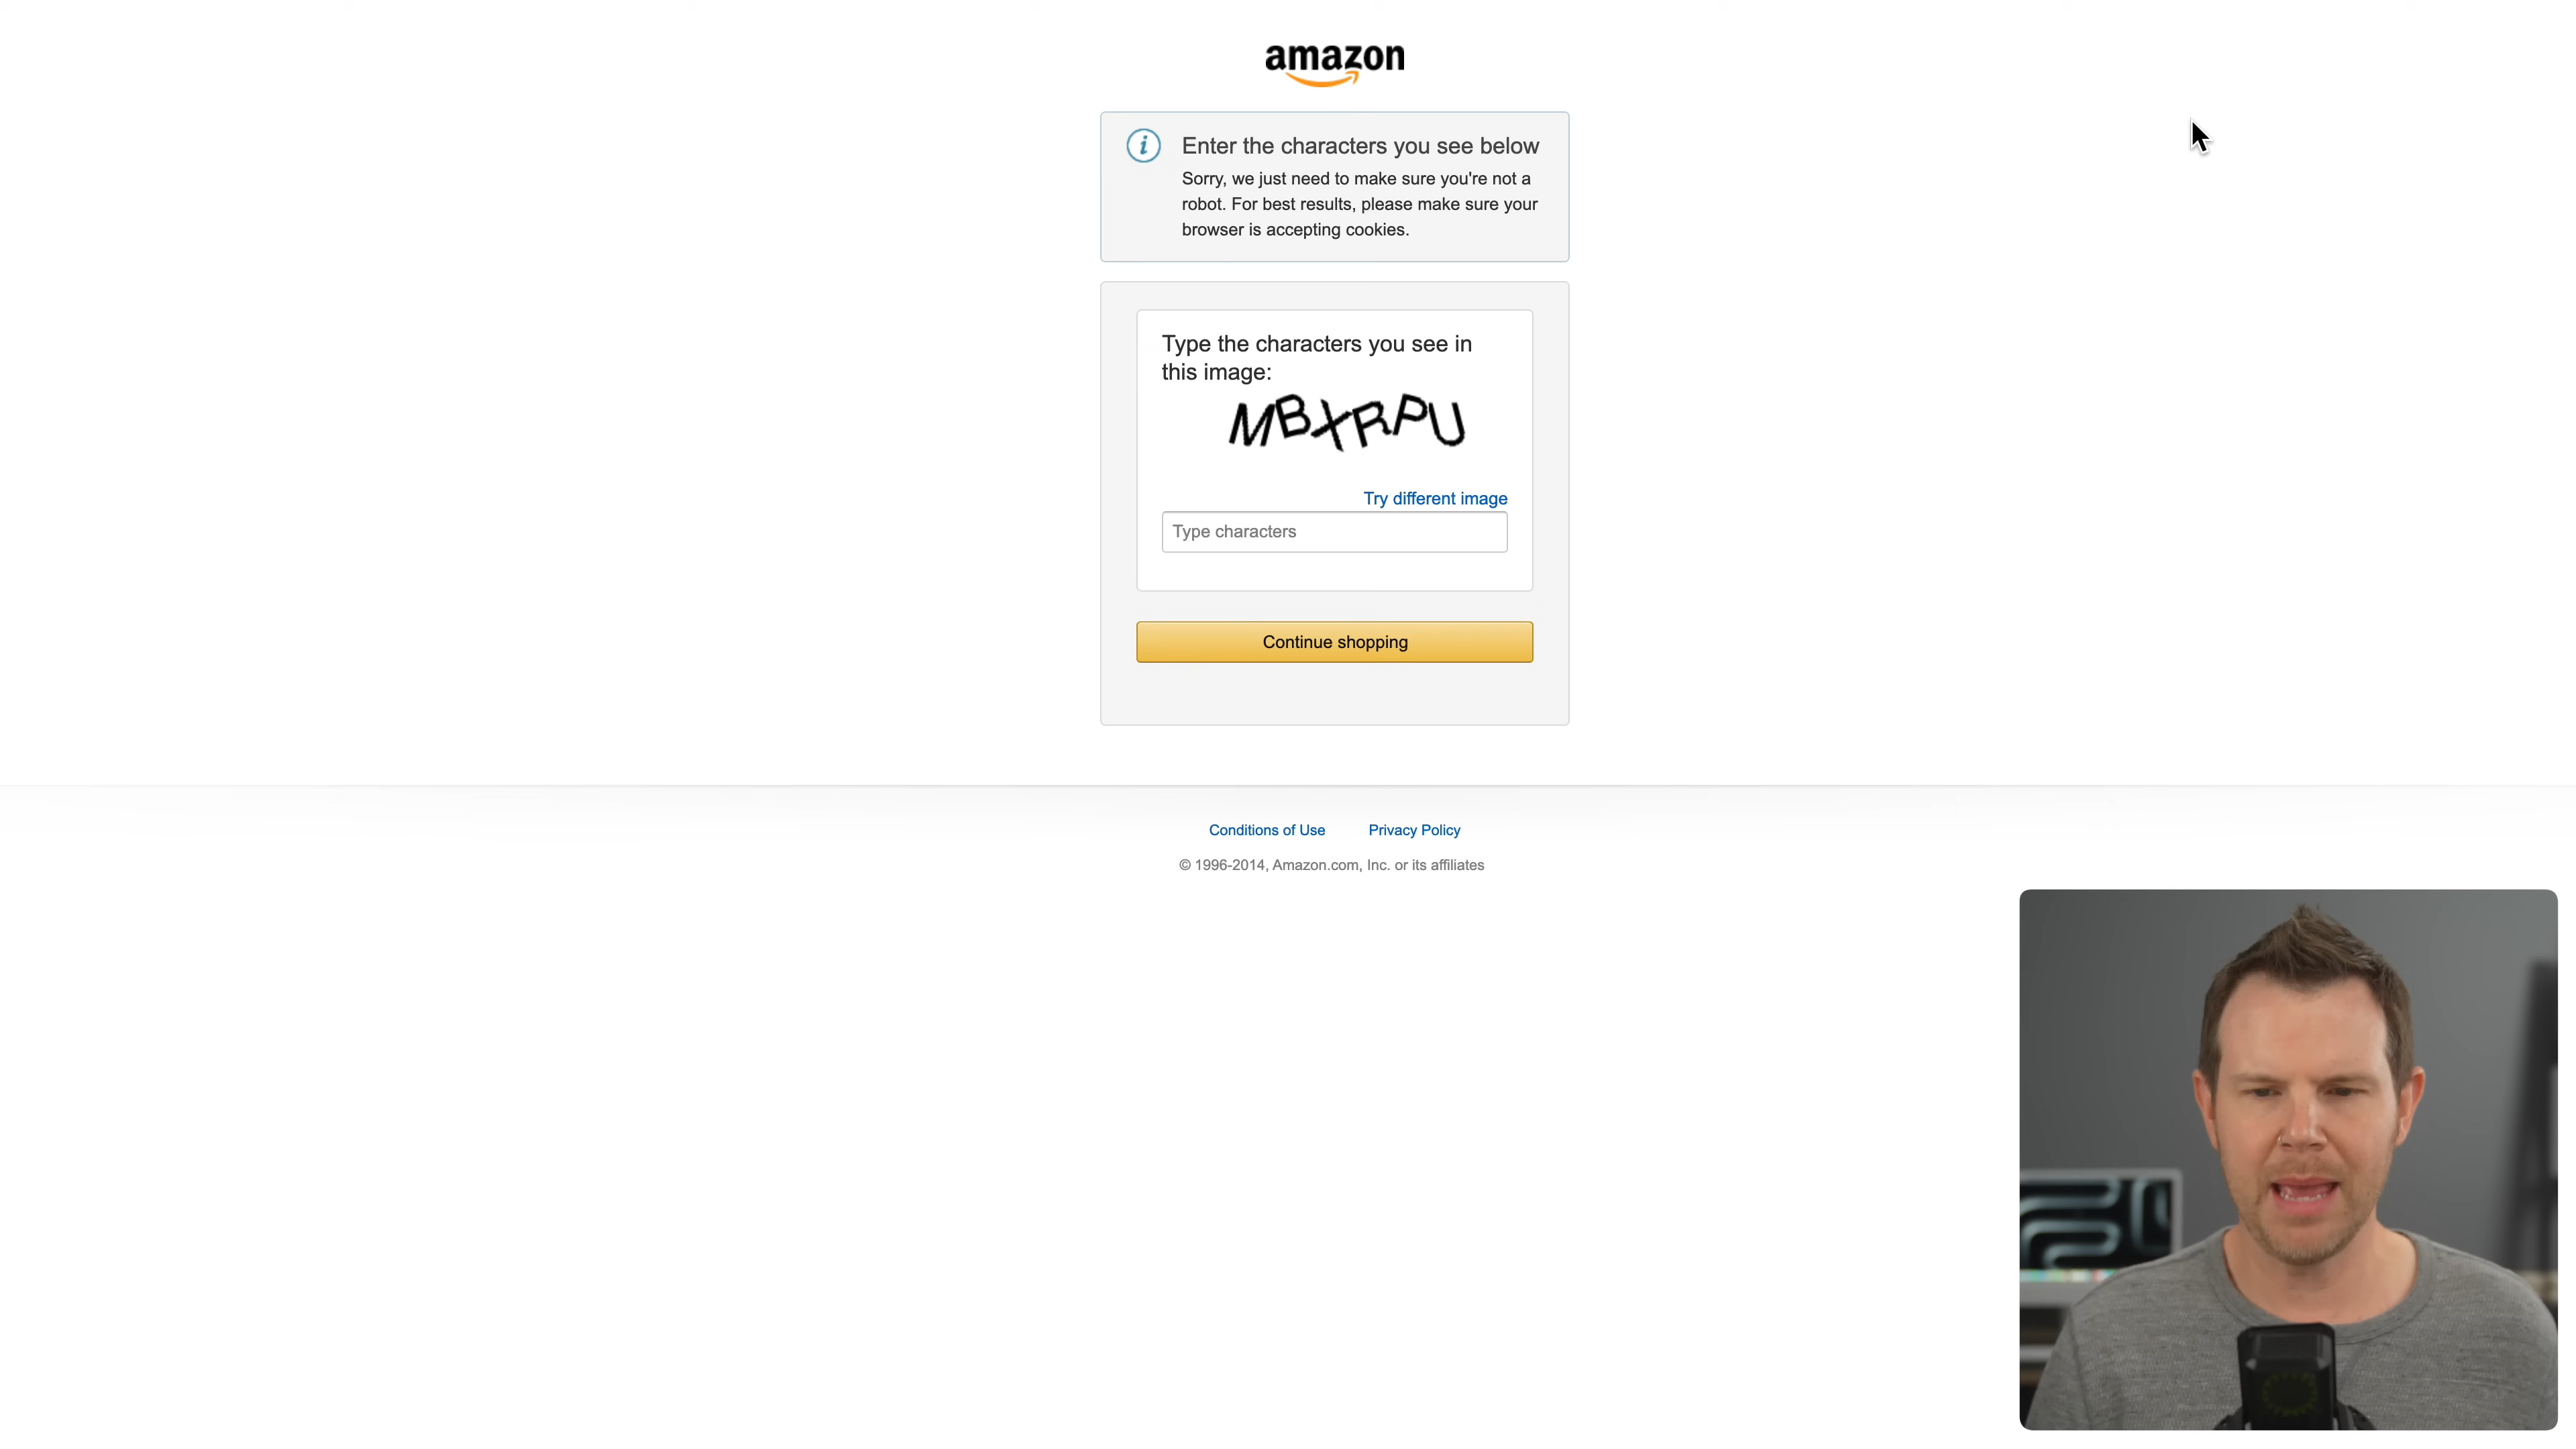 amazon
Enter the characters you see below
Sorry, we just need to make sure you're not a
robot. For best results, please make sure your
browser is accepting cookies.
Type the characters you see in
this image:
MBXRPU
Try different image
Type characters
Continue shopping
Conditions of Use Privacy Policy
© 1996-2014, Amazon.com, Inc. or its affiliates